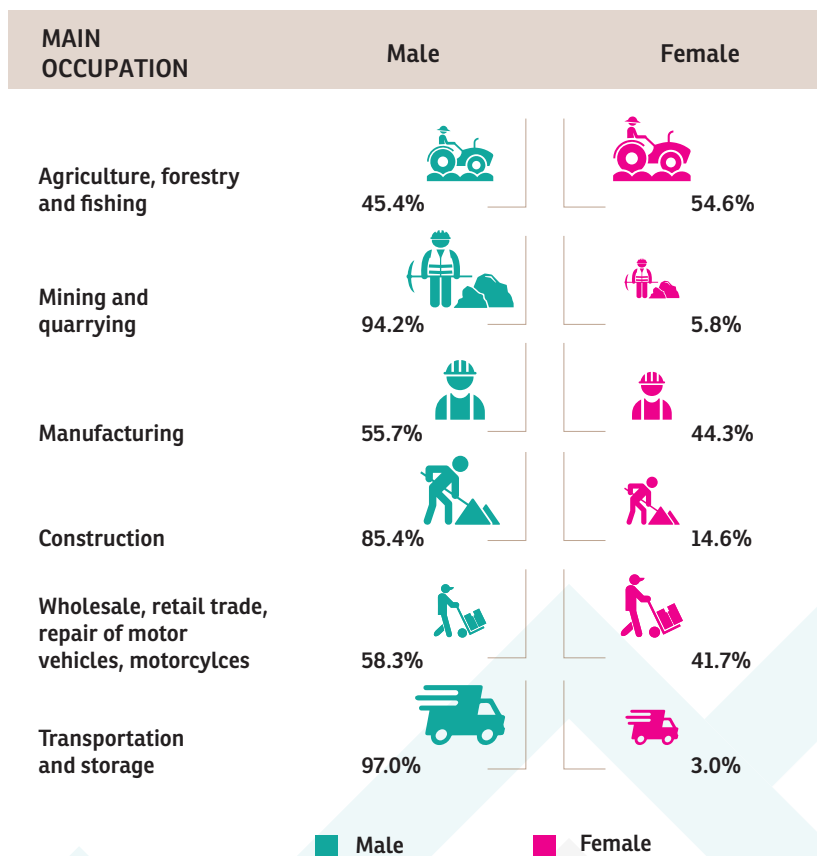 MAIN
OCCUPATION
Male
Female
Agriculture, forestry
and fishing
45.4%
54.6%
Mining and
quarrying
94.2%
5.8%
Manufacturing
55.7%
44.3%
Construction
85.4%
14.6%
Wholesale, retail trade,
repair of motor
vehicles, motorcylces
58.3%
41.7%
Transportation
and storage
97.0%
3.0%
Male
Female